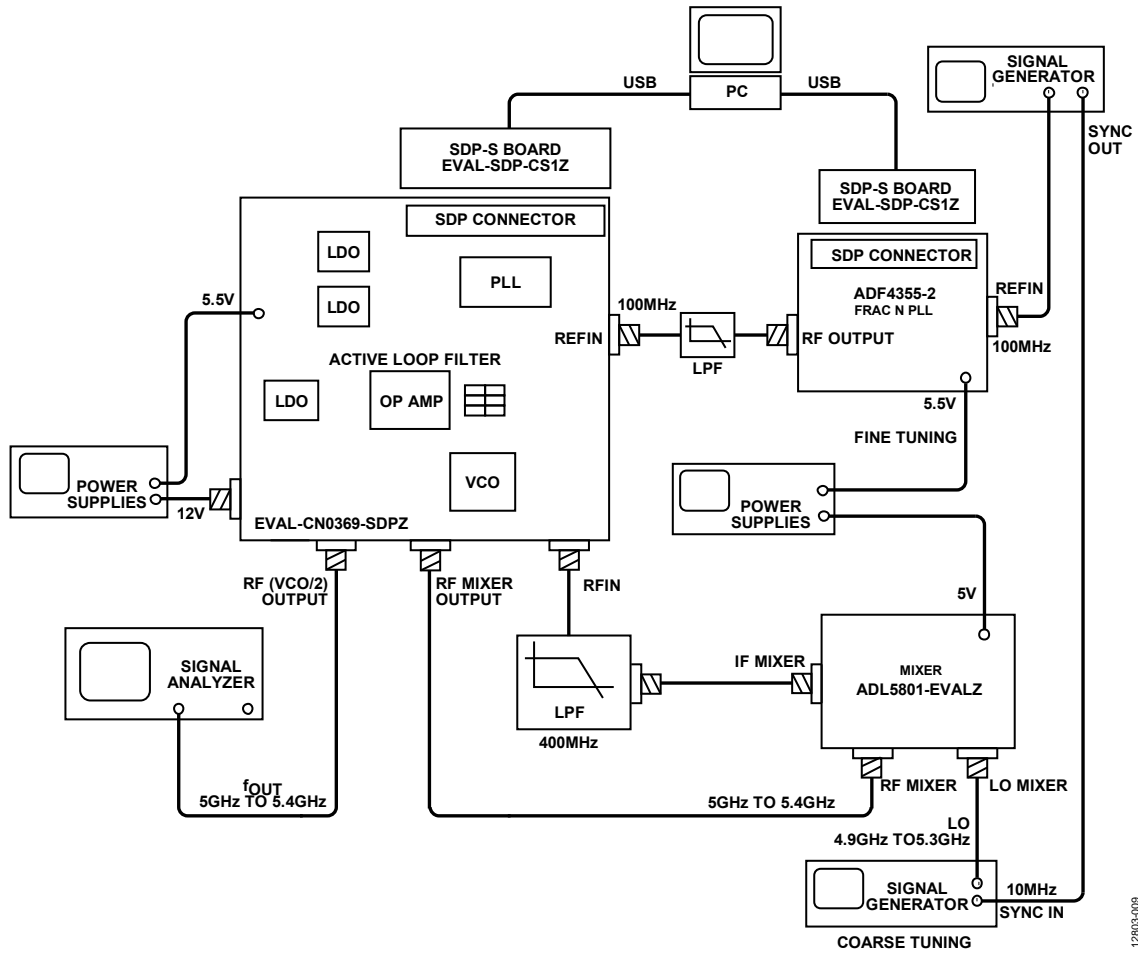 USB
PC
USB
SIGNAL
GENERATOR
SYNC
OUT
SDP-S BOARD
EVAL-SDP-CS1Z
SDP-S BOARD
EVAL-SDP-CS1Z
SDP CONNECTOR
LDO
PLL
LDO
5.5V
ACTIVE LOOP FILTER
LDO
OP AMP
VCO
POWER
SUPPLIES
12V
EVAL-CN0369-SDPZ
REFIN
100MHz
LPF
SDP CONNECTOR
ADF4355-2
FRAC N PLL
RF OUTPUT
REFIN
100MHz
5.5V
FINE TUNING
POWER
SUPPLIES
5V
RF (VCO/2)
OUTPUT
RF MIXER
OUTPUT
RFIN
SIGNAL
ANALYZER
LPF
400MHz
IF MIXER
MIXER
ADL5801-EVALZ
fOUT
5GHz TO 5.4GHz
5GHz TO 5.4GHz
RF MIXER
LO MIXER
LO
4.9GHz TO5.3GHz
SIGNAL
GENERATOR
10MHz
SYNC IN
COARSE TUNING
12803-009